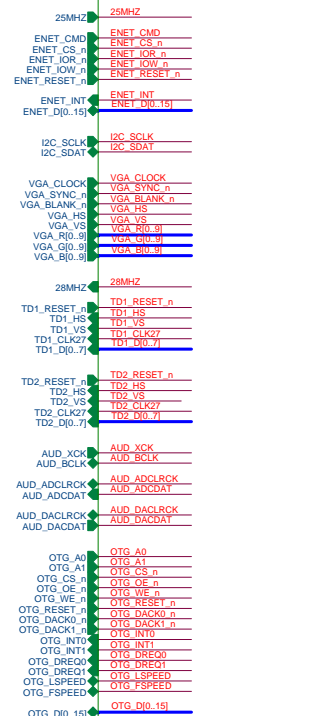 25MHZ 25MHZ
ENET_CMD ENET_CMD
ENET_CS_n ENET_CS_n
ENET_IOR_n ENET_IOR_n
ENET_IOW_n ENET_IOW_n
ENET_RESET_n ENET_RESET_n
ENET_INT ENET_INT
ENET_D[0..15] ENET_D[0..15]
I2C_SCLK I2C_SCLK
I2C_SDAT I2C_SDAT
VGA_CLOCK VGA_CLOCK
VGA_SYNC_n VGA_SYNC_n
VGA_BLANK_n VGA_BLANK_n
VGA_HS VGA_HS
VGA_VS VGA_VS
VGA_R[0..9] VGA_R[0..9]
VGA_G[0..9] VGA_G[0..9]
VGA_B[0..9] VGA_B[0..9]
28MHZ 28MHZ
TD1_RESET_n TD1_RESET_n
TD1_HS TD1_HS
TD1_VS TD1_VS
TD1_CLK27 TD1_CLK27
TD1_D[0..7] TD1_D[0..7]
TD2_RESET_n TD2_RESET_n
TD2_HS TD2_HS
TD2_VS TD2_VS
TD2_CLK27 TD2_CLK27
TD2_D[0..7] TD2_D[0..7]
AUD_XCK AUD_XCK
AUD_BCLK AUD_BCLK
AUD_ADCLRCK AUD_ADCLRCK
AUD_ADCDAT AUD_ADCDAT
AUD_DACLRCK AUD_DACLRCK
AUD_DACDAT AUD_DACDAT
OTG_A0 OTG_A0
OTG_A1 OTG_A1
OTG_CS_n OTG_CS_n
OTG_OE_n OTG_OE_n
OTG_WE_n OTG_WE_n
OTG_RESET_n OTG_RESET_n
OTG_DACK0_n OTG_DACK0_n
OTG_DACK1_n OTG_DACK1_n
OTG_INT0 OTG_INT0
OTG_INT1 OTG_INT1
OTG_DREQ0 OTG_DREQ0
OTG_DREQ1 OTG_DREQ1
OTG_LSPEED OTG_LSPEED
OTG_FSPEED OTG_FSPEED
OTG_D[0..15] OTG_D[0..15]